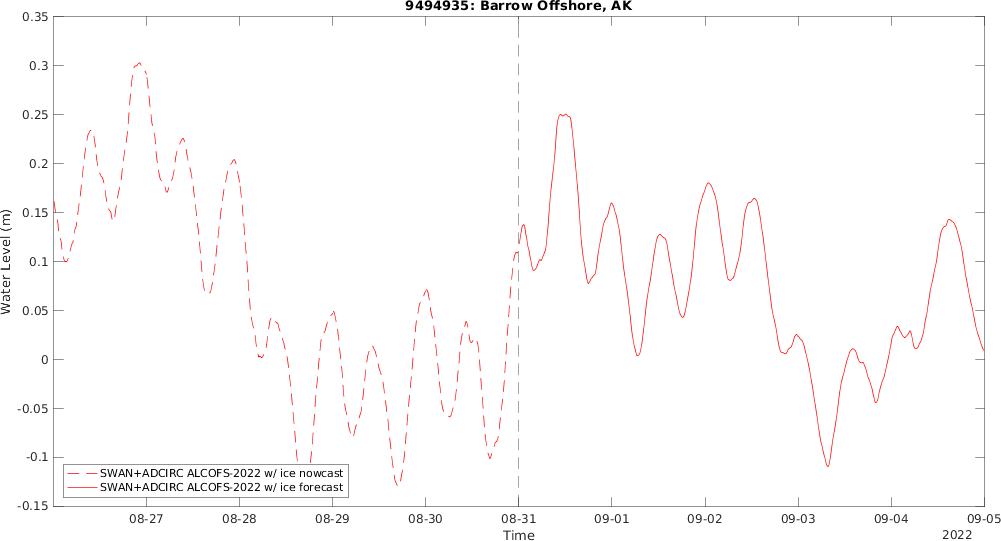 9494935: Barrow Offshore, AK
Water Level (m)
0.35
0.3
0.25
0.2
0.15
0.1
0.05
0
-0.05
-0.1
-0.15
SWAN+ADCIRC ALCOFS-2022 w/ ice nowcast
SWAN+ADCIRC ALCOFS-2022 w/ ice forecast
08-27 08-28 08-29 08-30 08-31 09-01 09-02 09-03 09-04 09-05
Time
2022